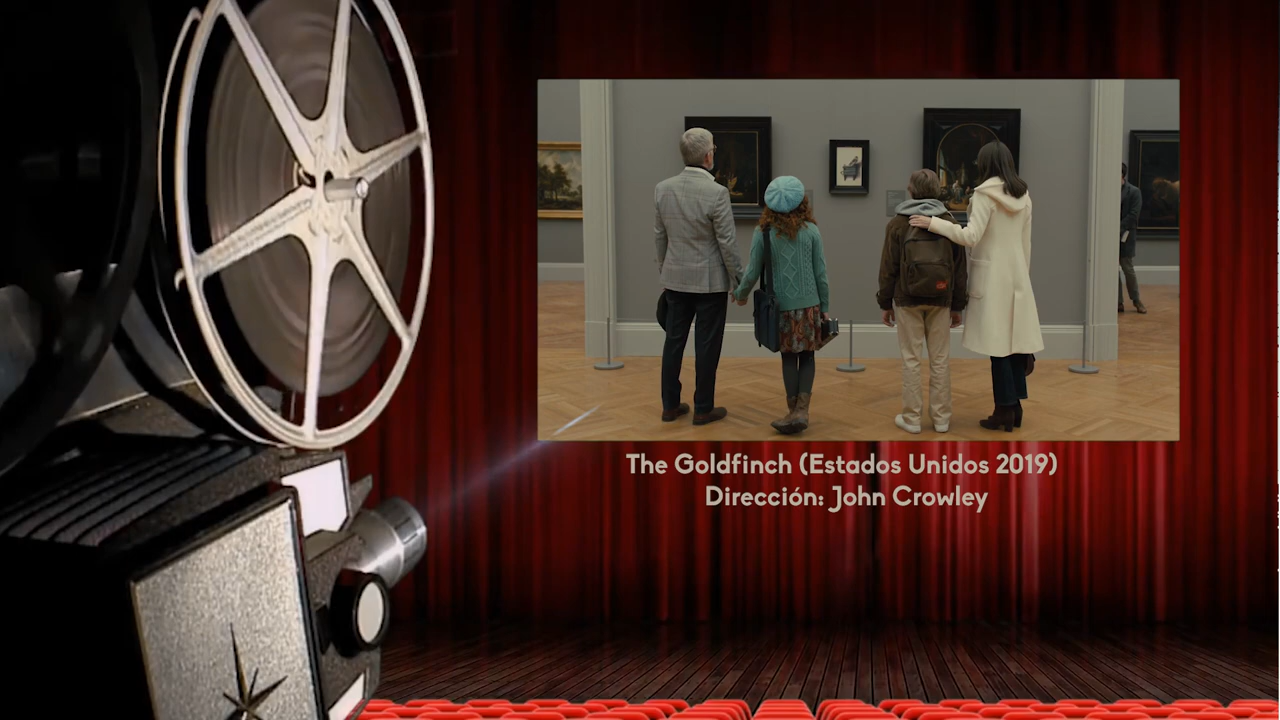 The Goldfinch (Estados Unidos 2019)
Dirección: John Crowley